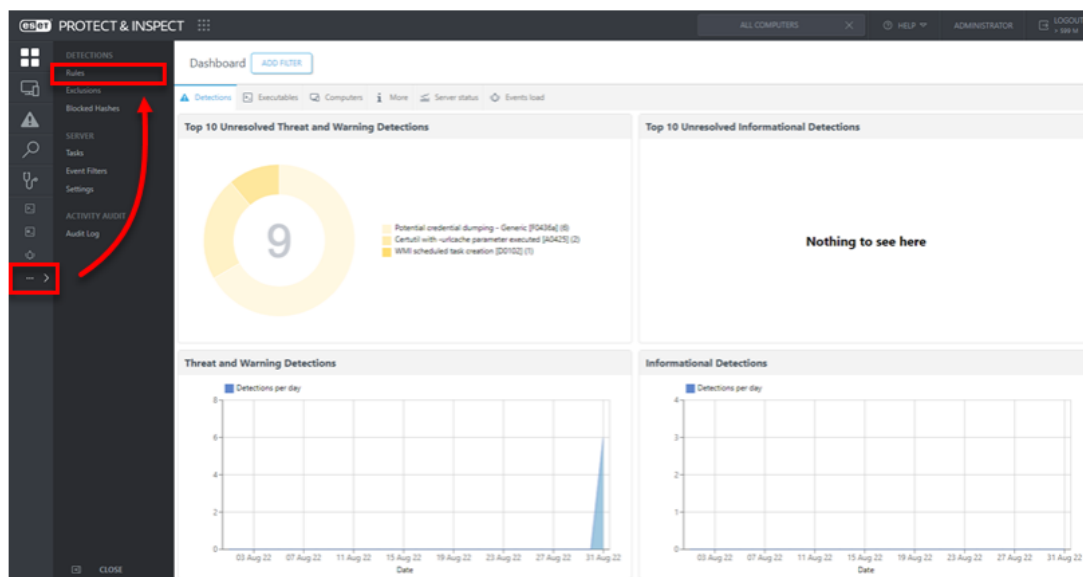 eset PROTECT & INSPECT
ALL COMPUTERS
HELP
ADMINISTRATOR
LOGOUT
DETECTIONS
Rules
Exclusions
Blocked Hashes
SERVER
Tasks
Event Filters
Settings
ACTIVITY AUDIT
Audit Log
CLOSE
Dashboard ADD FILTER
Detections Executables Computers More Server status Events load
Top 10 Unresolved Threat and Warning Detections
9
Potential credential dumping - Generic [F0436a] (6)
Certutil with -urlcache parameter executed [A0425] (2)
WMI scheduled task creation [D0102] (1)
Top 10 Unresolved Informational Detections
Nothing to see here
Threat and Warning Detections
Detections per day
8
6
4
2
0
03 Aug 22 07 Aug 22 11 Aug 22 15 Aug 22 19 Aug 22 23 Aug 22 27 Aug 22 31 Aug 22
Date
Informational Detections
Detections per day
4
3
2
1
0
03 Aug 22 07 Aug 22 11 Aug 22 15 Aug 22 19 Aug 22 23 Aug 22 27 Aug 22 31 Aug 22
Date